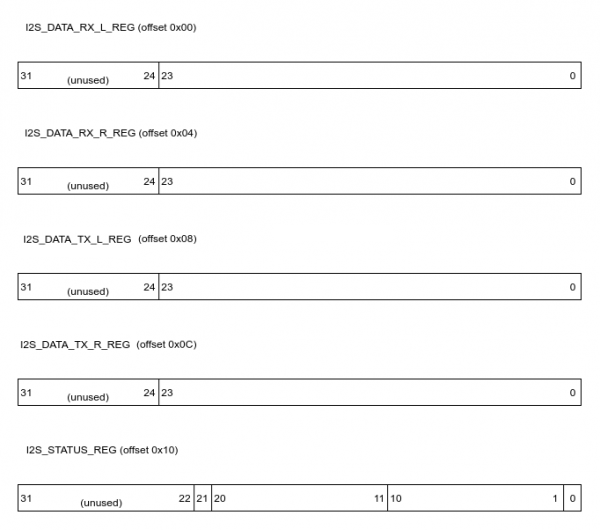 I2S_DATA_RX_L_REG (offset 0x00)
31 (unused) 24 23 0
I2S_DATA_RX_R_REG (offset 0x04)
31 (unused) 24 23 0
I2S_DATA_TX_L_REG (offset 0x08)
31 (unused) 24 23 0
I2S_DATA_TX_R_REG (offset 0x0C)
31 (unused) 24 23 0
I2S_STATUS_REG (offset 0x10)
31 (unused) 22 21 20 11 10 1 0